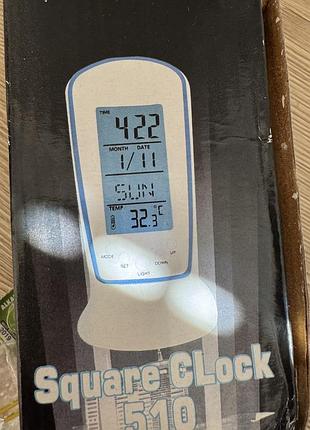 TIME
4:22
MONTH DATE
1/11
SUN
TEMP
32.3°C
MODE
UP
SET
DOWN
LIGHT
Square CLock
510
2019